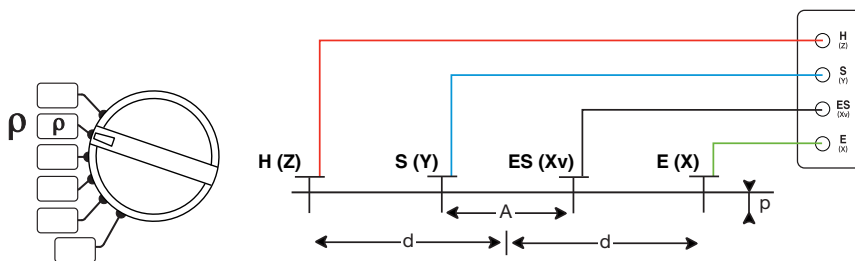 ρ
ρ
H (Z)
S (Y)
ES (Xv)
E (X)
H
(Z)
S
(Y)
ES
(Xv)
E
(X)
A
p
d
d